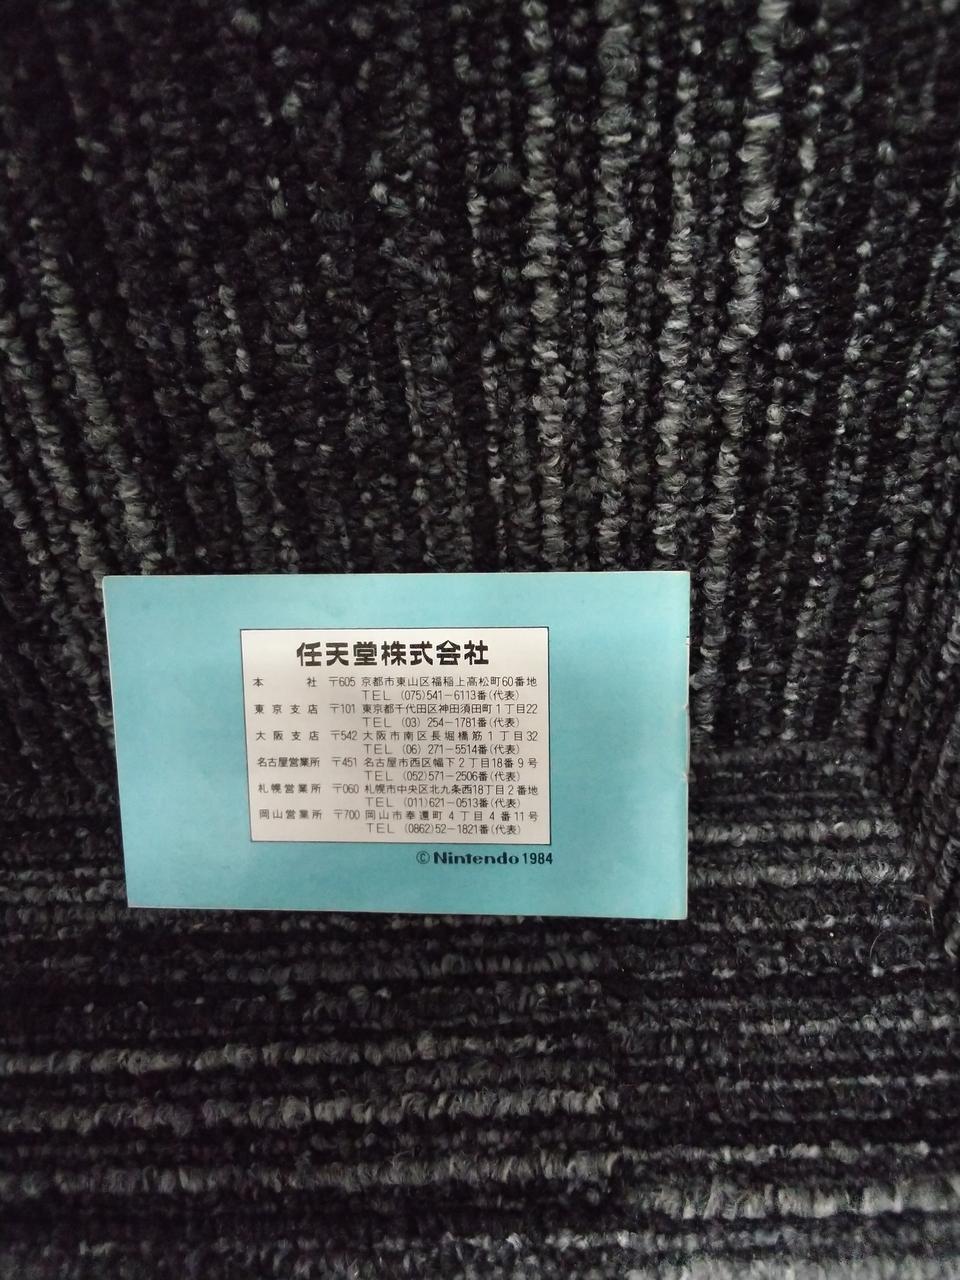 任天堂株式会社
本社 〒605 京都市東山区福稲上高松町60番地
TEL (075)541-6113番(代表)
東京支店 〒101 東京都千代田区神田須田町1丁目22
TEL (03) 254-1781番(代表)
大阪支店 〒542 大阪市南区長堀橋筋1丁目32
TEL (06) 271-5514番(代表)
名古屋営業所 〒451 名古屋市西区幅下2丁目18番9号
TEL (052)571-2506番(代表)
札幌営業所 〒060 札幌市中央区北九条西18丁目2番地
TEL (011)621-0513番(代表)
岡山営業所 〒700 岡山市奉還町4丁目4番11号
TEL (0862)52-1821番(代表)
©Nintendo 1984